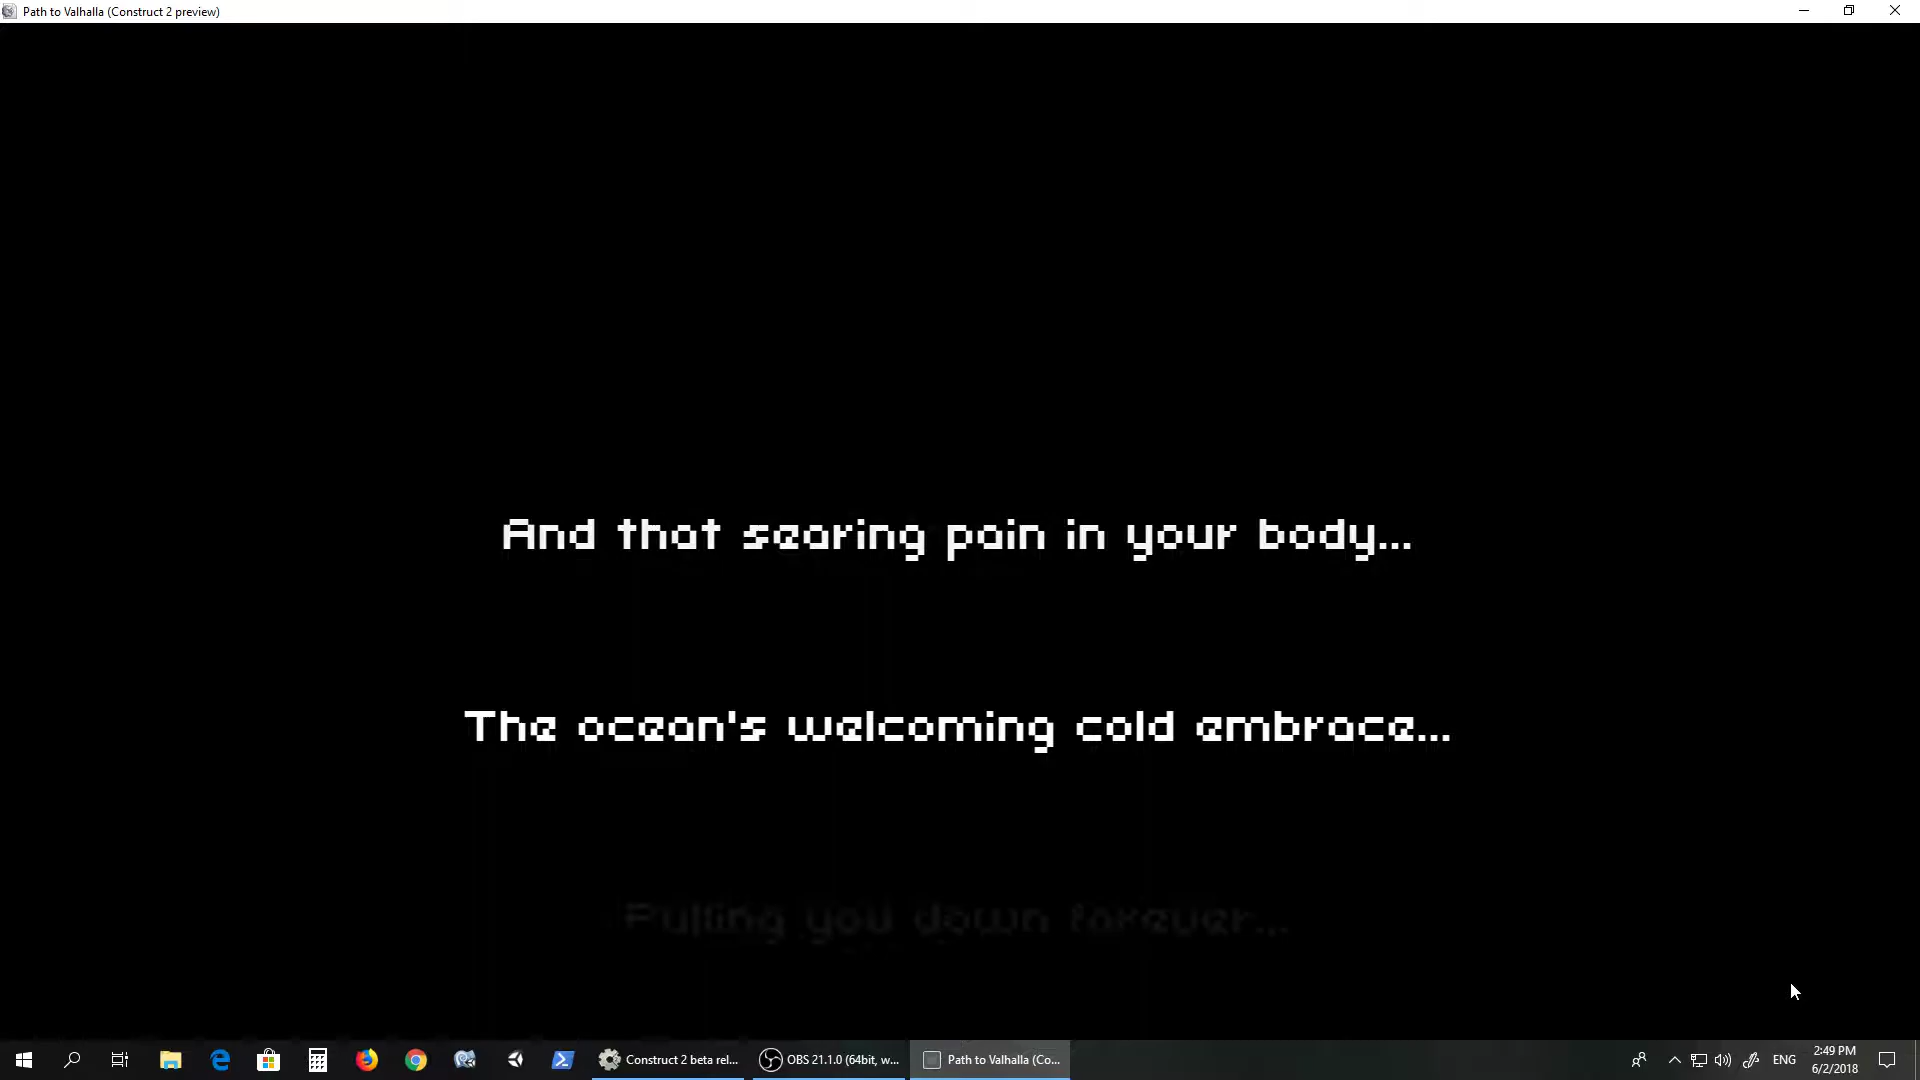 Path to Valhalla (Construct 2 preview)
And that searing pain in your body...
The ocean's welcoming cold embrace...
Pulling you down forever...
Construct 2 beta rel...
OBS 21.1.0 (64bit, w...
Path to Valhalla (Co...
ENG
2:49 PM
6/2/2018